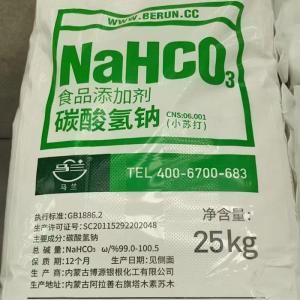 WWW.BERUN.CC
NaHCO3
食品添加剂
碳酸氢钠
CNS:06.001
(小苏打)
马兰
TEL 400-6700-683
执行标准:GB1886.2
生产许可证号:SC20115292202048
主要成分:碳酸氢钠
总 碱 量:NaHCO3 ω/%99.0-100.5
保 质 期:12个月 生产日期:见侧面
生 产 商:内蒙古博源银根化工有限公司
生产地址:内蒙古阿拉善右旗塔木素苏木
净含量:
25kg